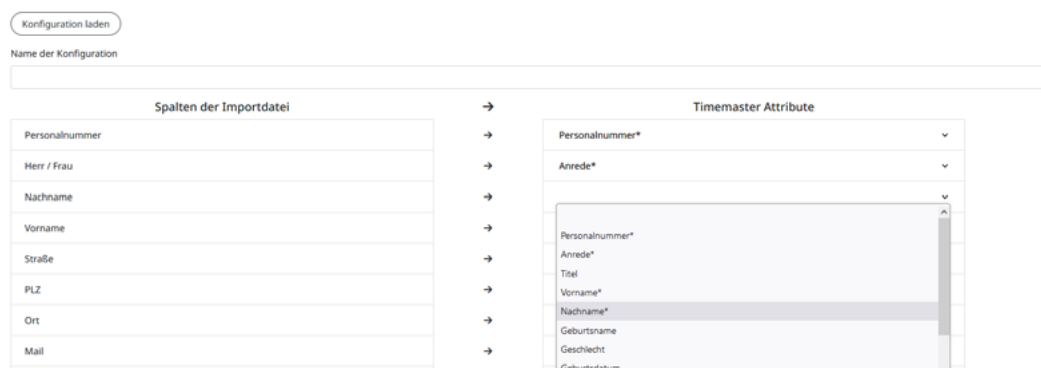 Konfiguration laden
Name der Konfiguration
Spalten der Importdatei → Timemaster Attribute
Personalnummer → Personalnummer*
Herr / Frau → Anrede*
Nachname →
Vorname →
Personalnummer*
Straße → Anrede*
Titel
PLZ → Vorname*
Nachname*
Ort →
Geburtsname
Mail → Geschlecht
Geburtsdatum